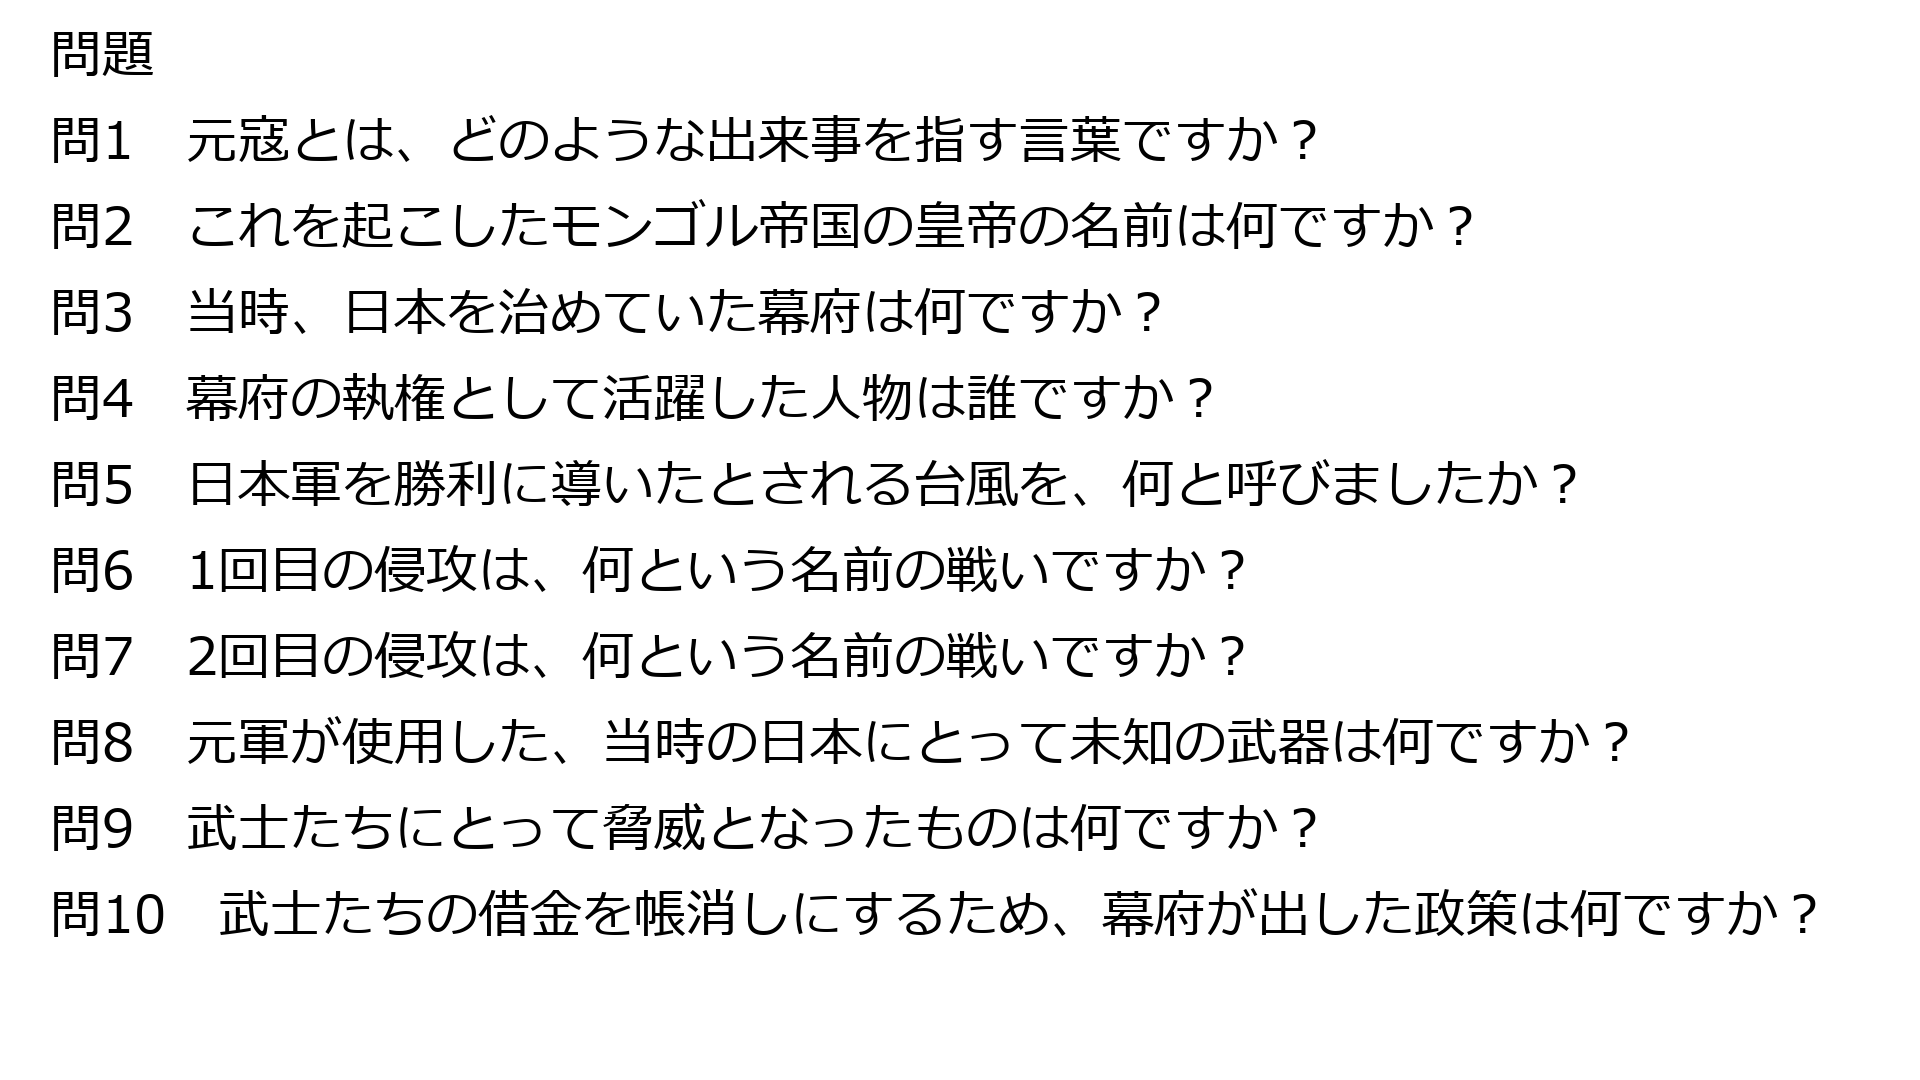 問題
問1　元寇とは、どのような出来事を指す言葉ですか？
問2　これを起こしたモンゴル帝国の皇帝の名前は何ですか？
問3　当時、日本を治めていた幕府は何ですか？
問4　幕府の執権として活躍した人物は誰ですか？
問5　日本軍を勝利に導いたとされる台風を、何と呼びましたか？
問6　1回目の侵攻は、何という名前の戦いですか？
問7　2回目の侵攻は、何という名前の戦いですか？
問8　元軍が使用した、当時の日本にとって未知の武器は何ですか？
問9　武士たちにとって脅威となったものは何ですか？
問10　武士たちの借金を帳消しにするため、幕府が出した政策は何ですか？